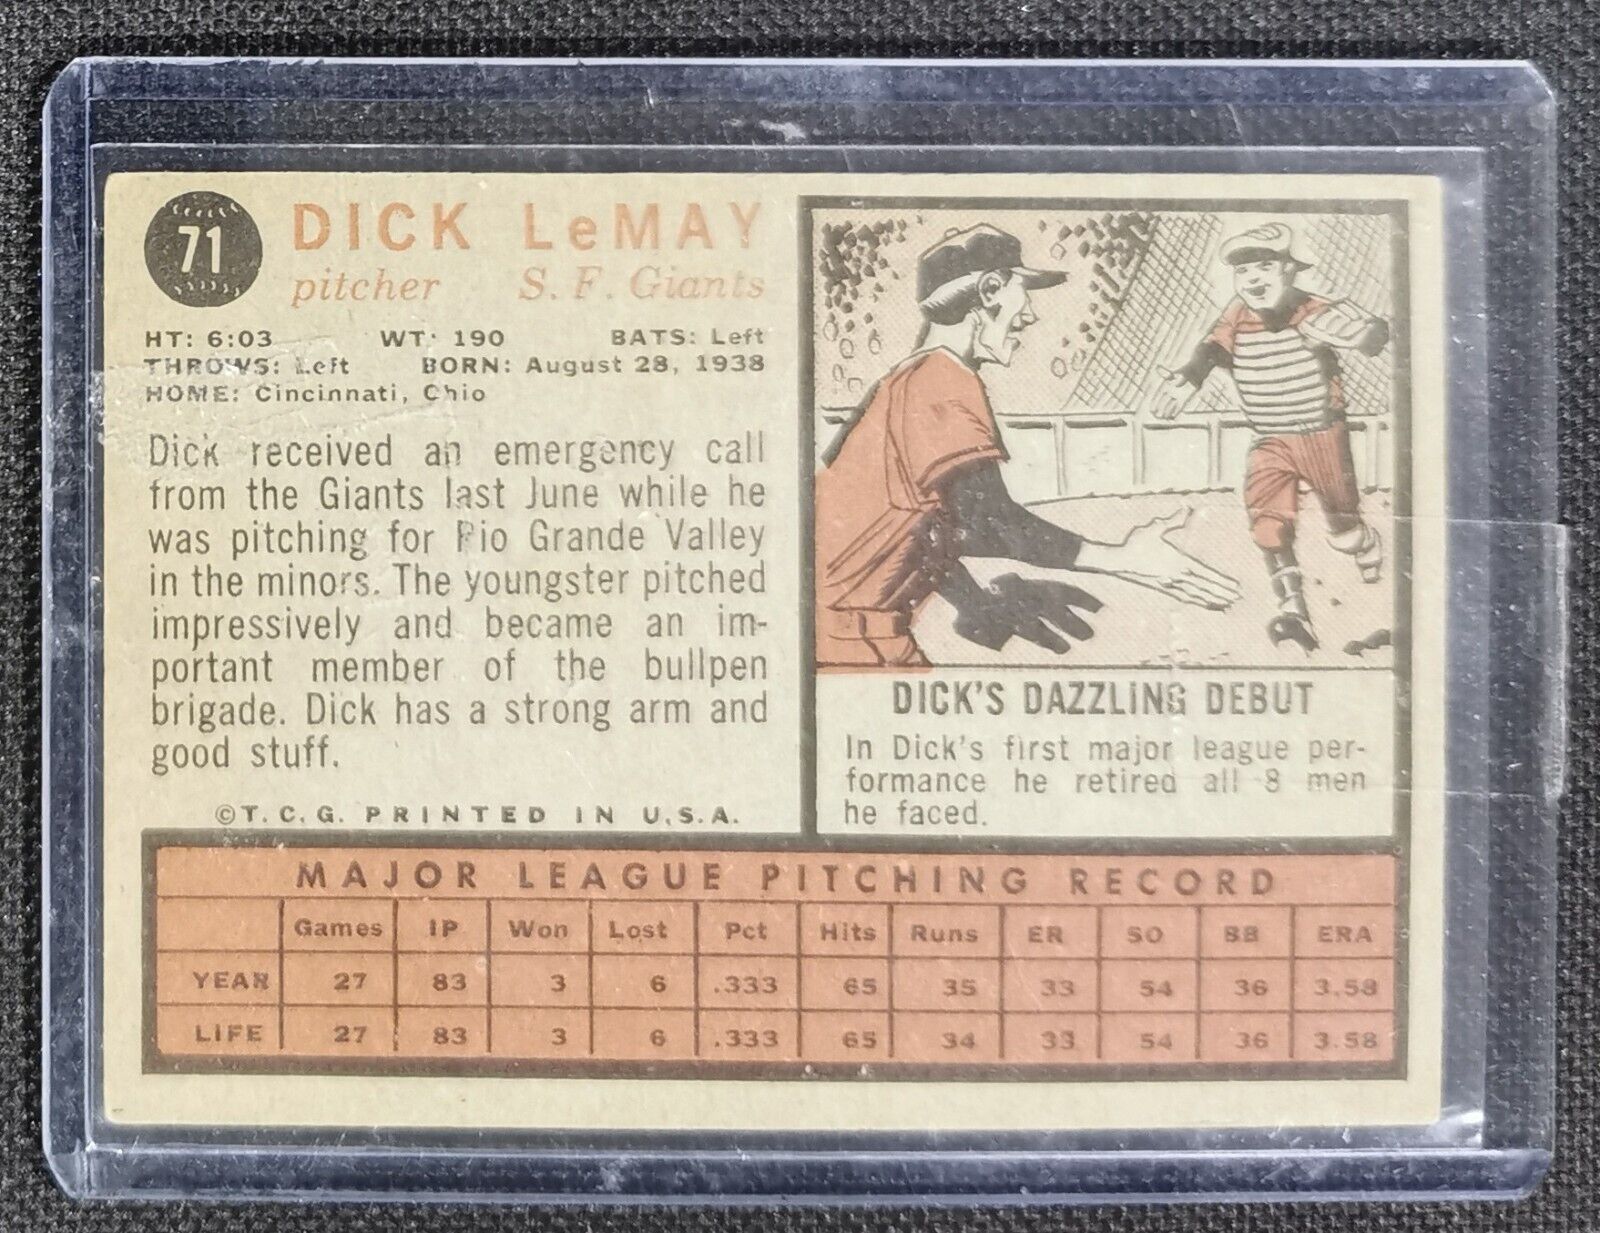 71
DICK LeMAY
pitcher S. F. Giants
HT: 6:03 WT: 190 BATS: Left
THROWS: Left BORN: August 28, 1938
HOME: Cincinnati, Ohio
Dick received an emergency call
from the Giants last June while he
was pitching for Rio Grande Valley
in the minors. The youngster pitched
impressively and became an im-
portant member of the bullpen
brigade. Dick has a strong arm and
good stuff.
©T.C.G. PRINTED IN U.S.A.
DICK'S DAZZLING DEBUT
In Dick's first major league per-
formance he retired all 8 men
he faced.
MAJOR LEAGUE PITCHING RECORD
Games IP Won Lost Pct Hits Runs ER SO BB ERA
YEAR 27 83 3 6 .333 65 35 33 54 36 3.58
LIFE 27 83 3 6 .333 65 34 33 54 36 3.58